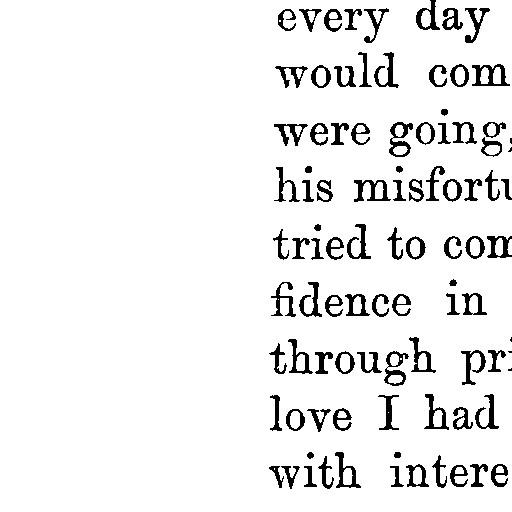 every day
would com
were going,
his misfortu
tried to com
fidence in
through pri
love I had
with intere